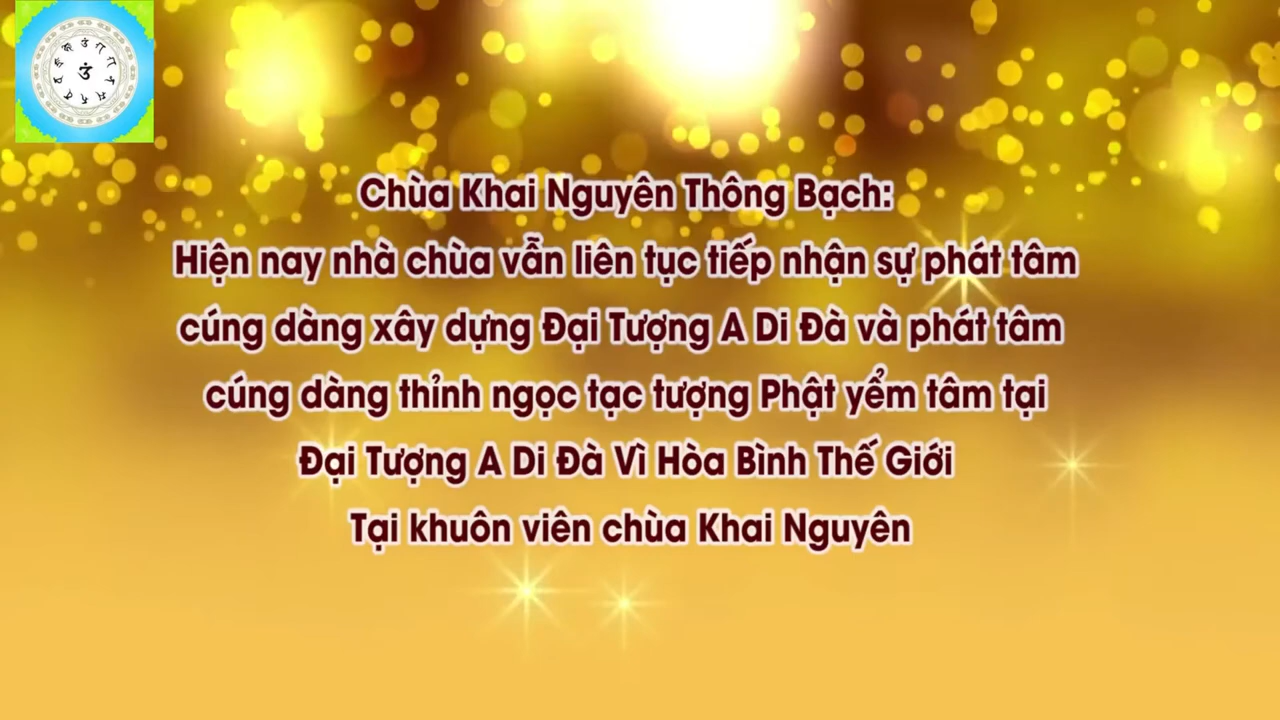 Chùa Khai Nguyên Thông Bạch:
Hiện nay nhà chùa vẫn liên tục tiếp nhận sự phát tâm
cúng dàng xây dựng Đại Tượng A Di Đà và phát tâm
cúng dàng thỉnh ngọc tạc tượng Phật yểm tâm tại
Đại Tượng A Di Đà Vì Hòa Bình Thế Giới
Tại khuôn viên chùa Khai Nguyên